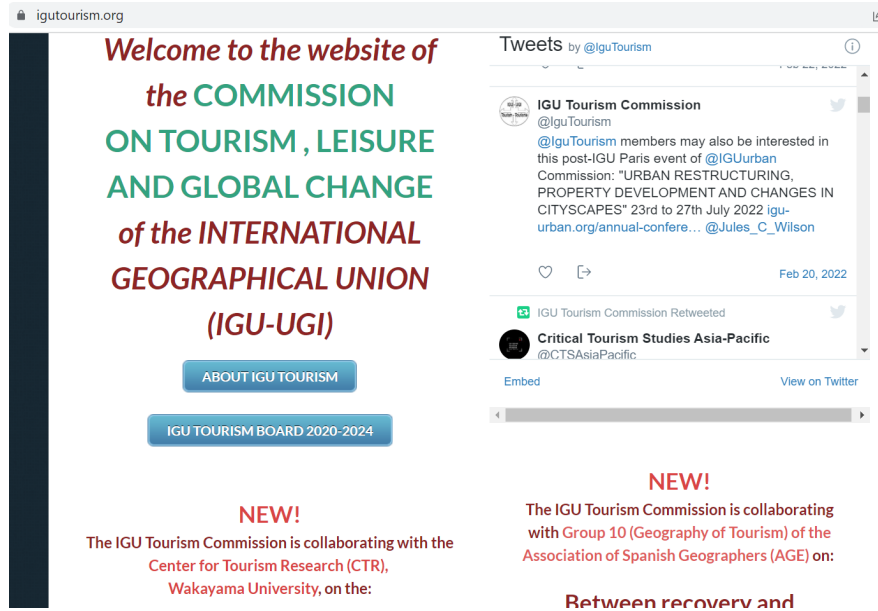 igutourism.org
Welcome to the website of
the COMMISSION
ON TOURISM , LEISURE
AND GLOBAL CHANGE
of the INTERNATIONAL
GEOGRAPHICAL UNION
(IGU-UGI)
ABOUT IGU TOURISM
IGU TOURISM BOARD 2020-2024
NEW!
The IGU Tourism Commission is collaborating with the
Center for Tourism Research (CTR),
Wakayama University, on the:
Tweets by @IguTourism
IGU Tourism Commission
@IguTourism
@IguTourism members may also be interested in
this post-IGU Paris event of @IGUurban
Commission: "URBAN RESTRUCTURING,
PROPERTY DEVELOPMENT AND CHANGES IN
CITYSCAPES" 23rd to 27th July 2022 igu-
urban.org/annual-confere… @Jules_C_Wilson
Feb 20, 2022
IGU Tourism Commission Retweeted
Critical Tourism Studies Asia-Pacific
@CTSAsiaPacific
Embed
View on Twitter
NEW!
The IGU Tourism Commission is collaborating
with Group 10 (Geography of Tourism) of the
Association of Spanish Geographers (AGE) on:
Between recovery and